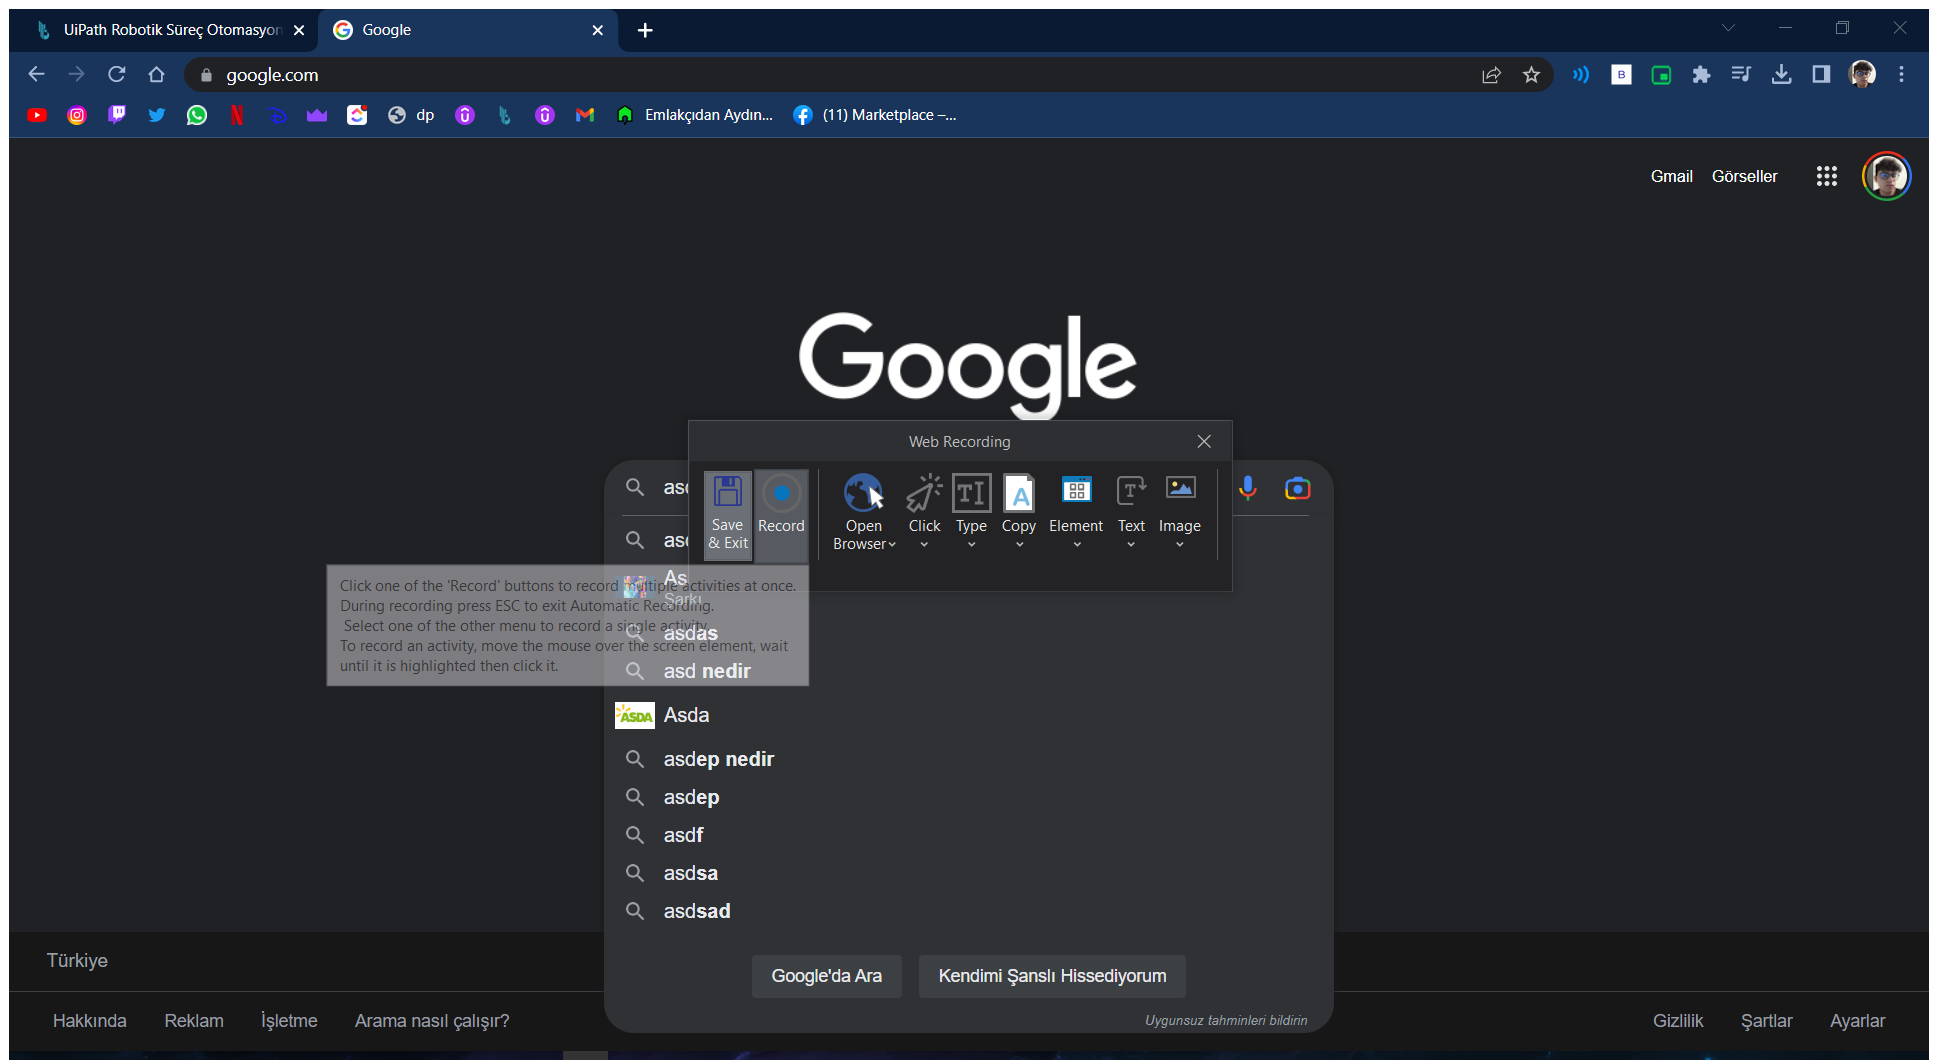 UiPath Robotik Süreç Otomasyon
Google
google.com
B
dp
Emlakçıdan Aydın...
(11) Marketplace –...
Gmail Görseller
Google
Web Recording
Save & Exit
Record
Open Browser
Click
Type
Copy
Element
Text
Image
asd
asd
As
Şarkı
Click one of the 'Record' buttons to record multiple activities at once.
During recording press ESC to exit Automatic Recording.
Select one of the other menu to record a single activity.
To record an activity, move the mouse over the screen element, wait
until it is highlighted then click it.
asdas
asd nedir
ASDA Asda
asdep nedir
asdep
asdf
asdsa
asdsad
Google'da Ara Kendimi Şanslı Hissediyorum
Uygunsuz tahminleri bildirin
Türkiye
Hakkında Reklam İşletme Arama nasıl çalışır? Gizlilik Şartlar Ayarlar